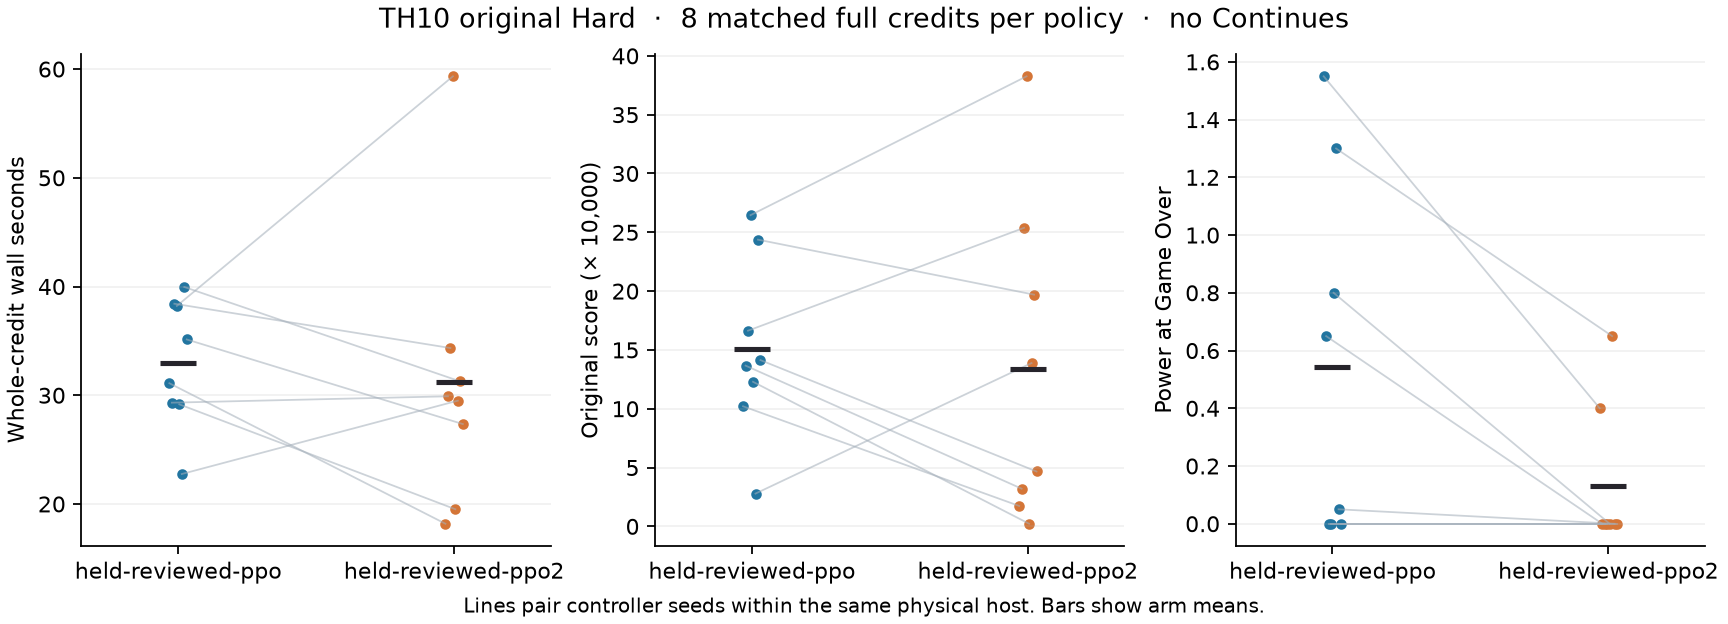 TH10 original Hard · 8 matched full credits per policy · no Continues
Whole-credit wall seconds
60
50
40
30
20
held-reviewed-ppo
held-reviewed-ppo2
Original score (× 10,000)
40
35
30
25
20
15
10
5
0
held-reviewed-ppo
held-reviewed-ppo2
Power at Game Over
1.6
1.4
1.2
1.0
0.8
0.6
0.4
0.2
0.0
held-reviewed-ppo
held-reviewed-ppo2
Lines pair controller seeds within the same physical host. Bars show arm means.